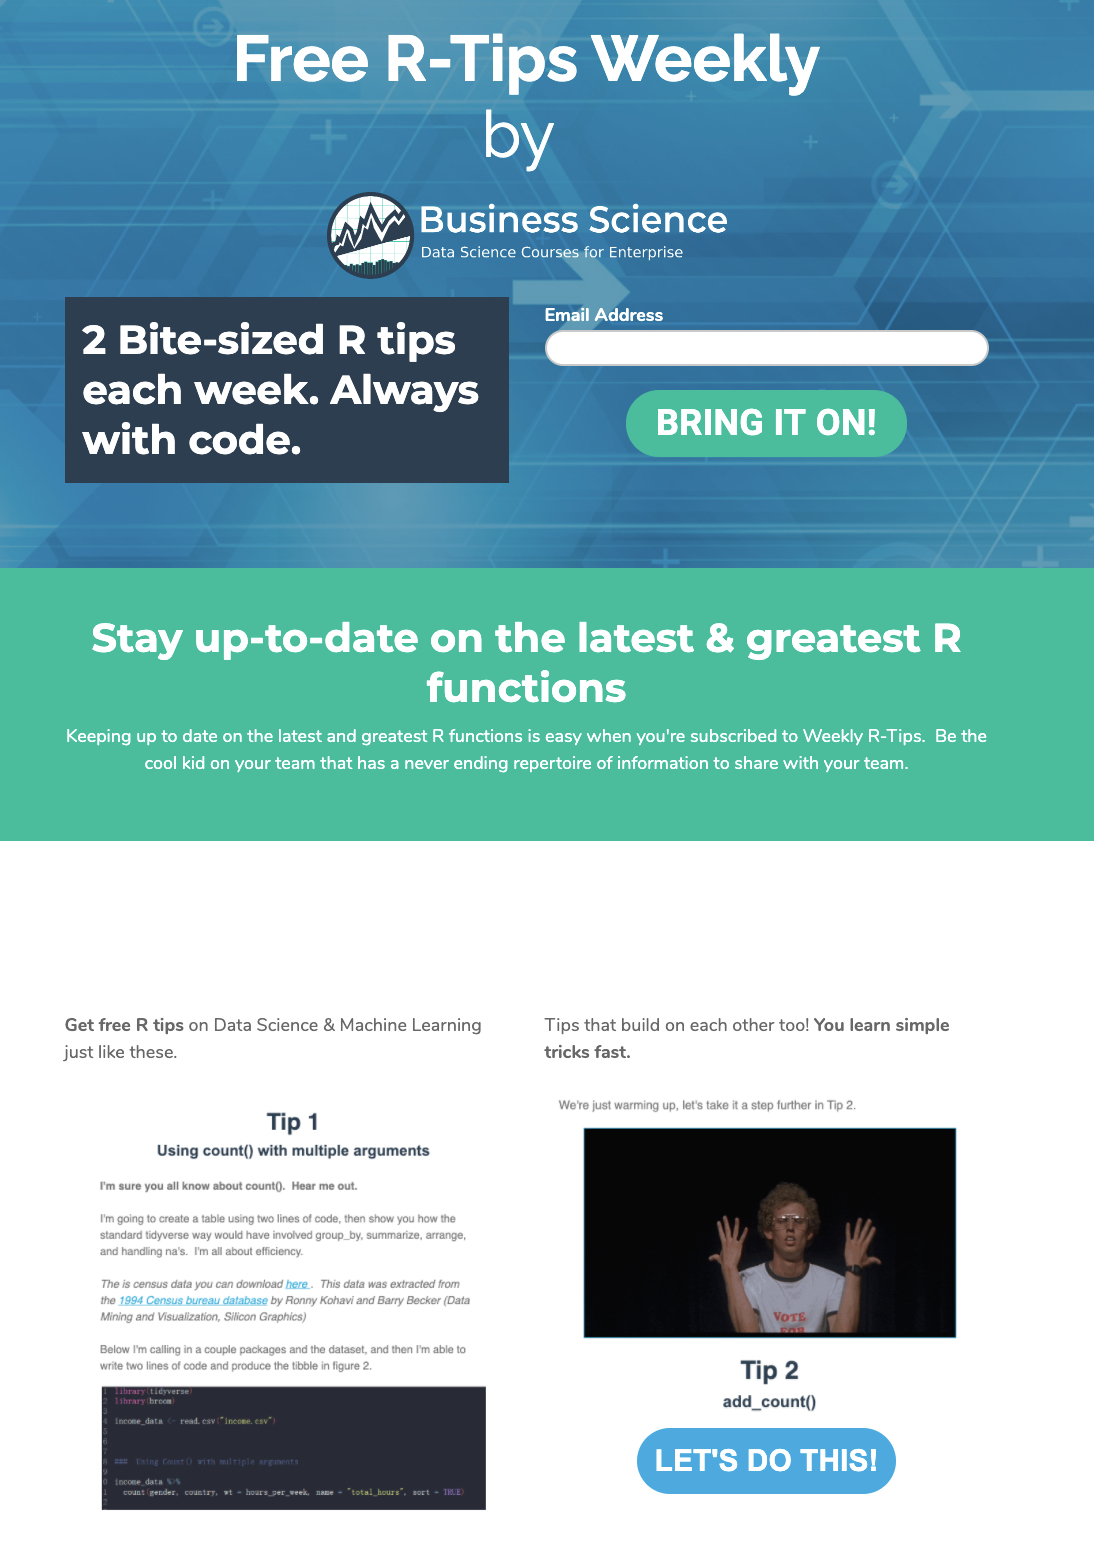 Free R-Tips Weekly
by
Business Science
Data Science Courses for Enterprise
2 Bite-sized R tips
each week. Always
with code.
Email Address
BRING IT ON!
Stay up-to-date on the latest & greatest R
functions
Keeping up to date on the latest and greatest R functions is easy when you're subscribed to Weekly R-Tips.  Be the
cool kid on your team that has a never ending repertoire of information to share with your team.
Get free R tips on Data Science & Machine Learning
just like these.
Tip 1
Using count() with multiple arguments
I'm sure you all know about count().  Hear me out.
I'm going to create a table using two lines of code, then show you how the
standard tidyverse way would have involved group_by, summarize, arrange,
and handling na's.  I'm all about efficiency.
The is census data you can download here .  This data was extracted from
the 1994 Census bureau database by Ronny Kohavi and Barry Becker (Data
Mining and Visualization, Silicon Graphics)
Below I'm calling in a couple packages and the dataset, and then I'm able to
write two lines of code and produce the tibble in figure 2.
1 library(tidyverse)
2 library(broom)
3
4 income_data <- read.csv("income.csv")
5
6
7
8 ###  Using Count() with multiple arguments
9
0 income_data %>%
1   count(gender, country, wt = hours_per_week, name = "total_hours", sort = TRUE)
2
Tips that build on each other too! You learn simple
tricks fast.
We're just warming up, let's take it a step further in Tip 2.
VOTE
FOR
Tip 2
add_count()
LET'S DO THIS!